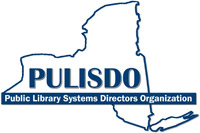 PULISDO
Public Library Systems Directors Organization